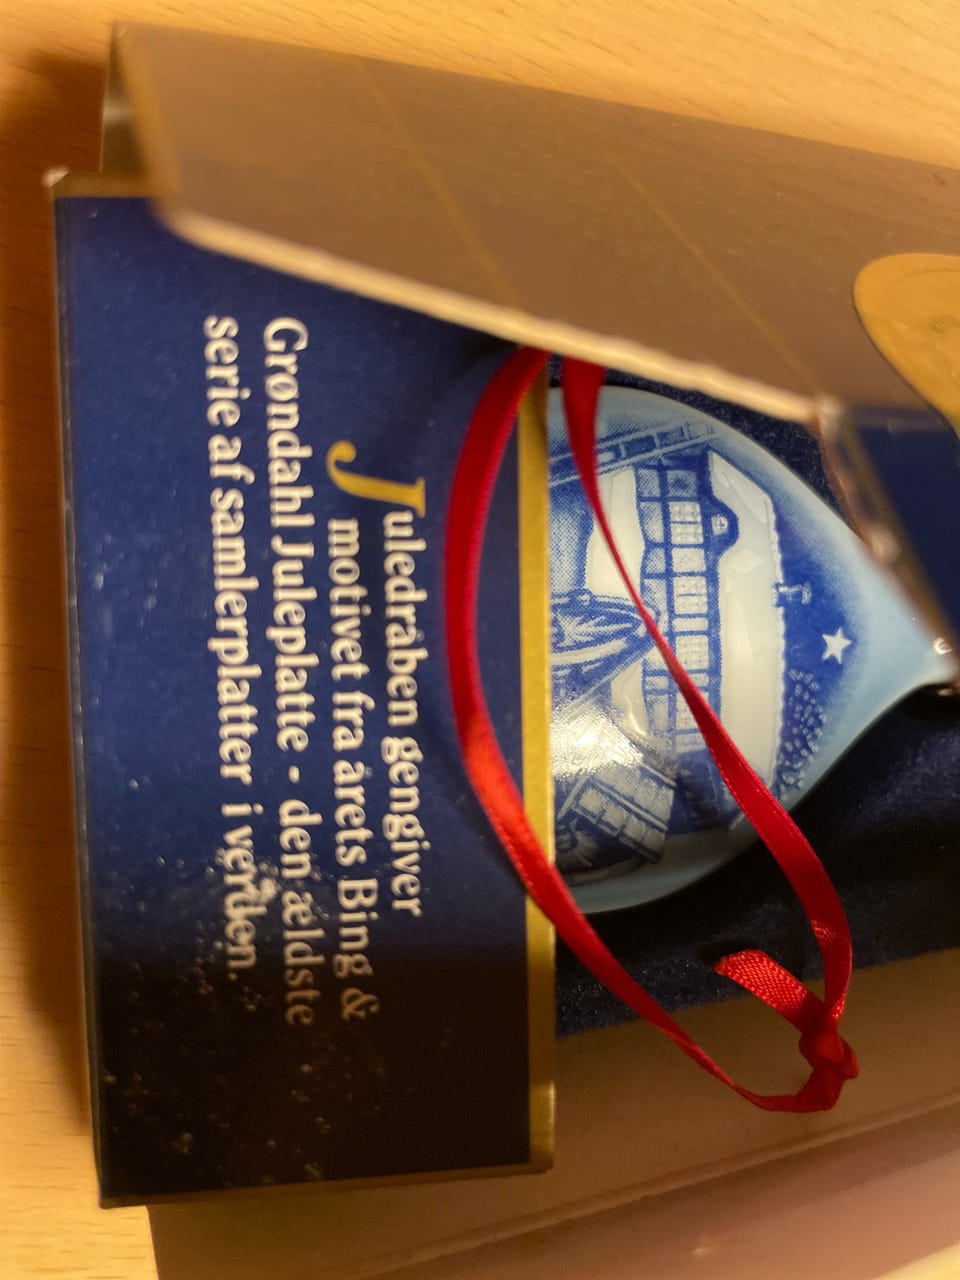 Juledråben gengiver
motivet fra årets Bing &
Grøndahl Juleplatte - den ældste
serie af samlerplatter i verden.